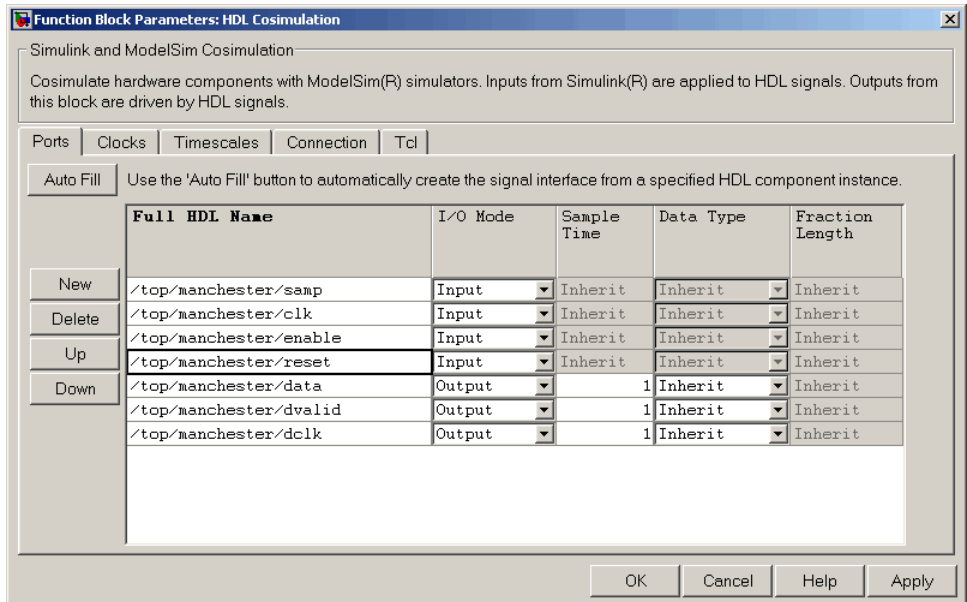 Function Block Parameters: HDL Cosimulation
Simulink and ModelSim Cosimulation
Cosimulate hardware components with ModelSim(R) simulators. Inputs from Simulink(R) are applied to HDL signals. Outputs from
this block are driven by HDL signals.
Ports Clocks Timescales Connection Tcl
Auto Fill Use the 'Auto Fill' button to automatically create the signal interface from a specified HDL component instance.
Full HDL Name I/O Mode Sample Time Data Type Fraction Length
New /top/manchester/samp Input Inherit Inherit Inherit
Delete /top/manchester/clk Input Inherit Inherit Inherit
/top/manchester/enable Input Inherit Inherit Inherit
Up /top/manchester/reset Input Inherit Inherit Inherit
Down /top/manchester/data Output 1 Inherit Inherit
/top/manchester/dvalid Output 1 Inherit Inherit
/top/manchester/dclk Output 1 Inherit Inherit
OK Cancel Help Apply